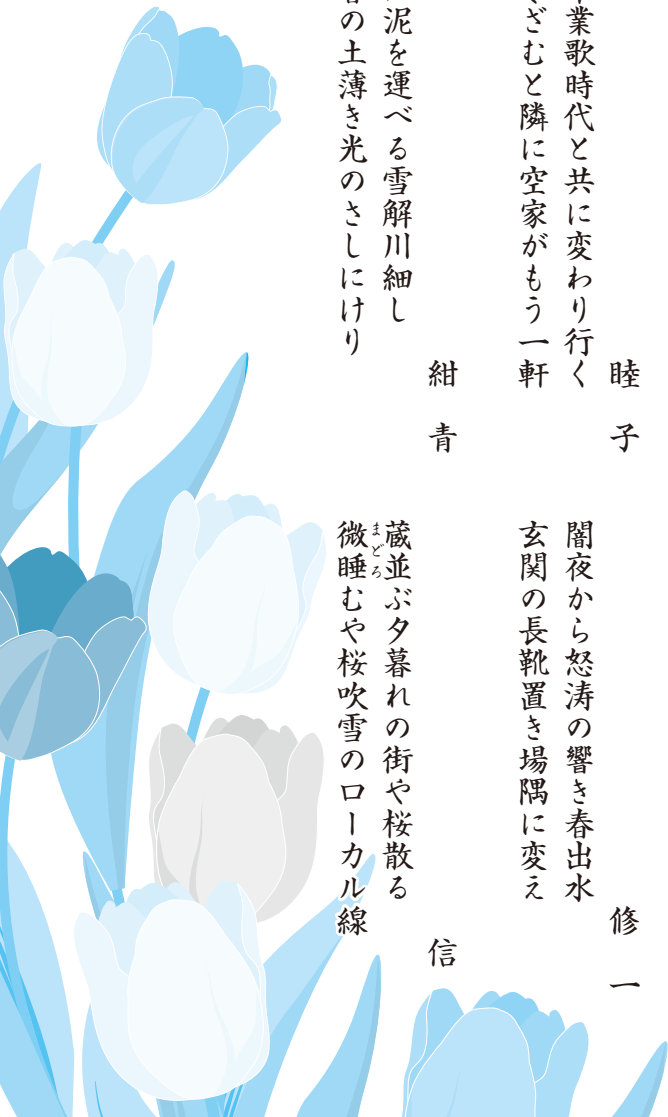 睦子
業歌時代と共に変わり行く
ざむと隣に空家がもう一軒
紺青
泥を運べる雪解川細し
の土薄き光のさしにけり
修一
闇夜から怒涛の響き春出水
玄関の長靴置き場隅に変え
信
蔵並ぶ夕暮れの街や桜散る
まどろ
微睡むや桜吹雪のローカル線